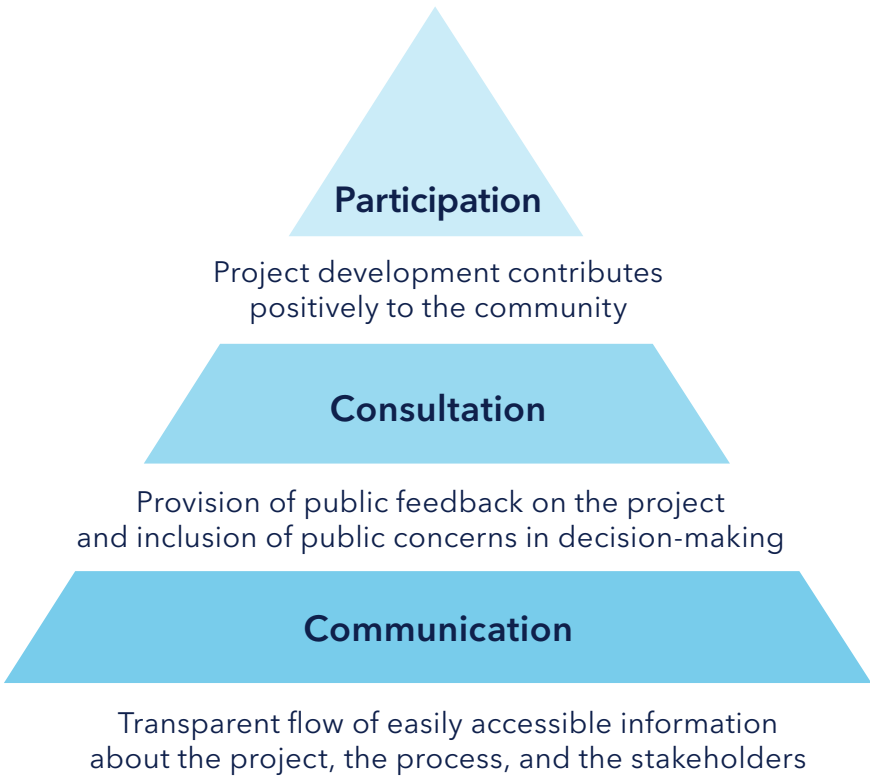 Participation
Project development contributes
positively to the community
Consultation
Provision of public feedback on the project
and inclusion of public concerns in decision-making
Communication
Transparent flow of easily accessible information
about the project, the process, and the stakeholders